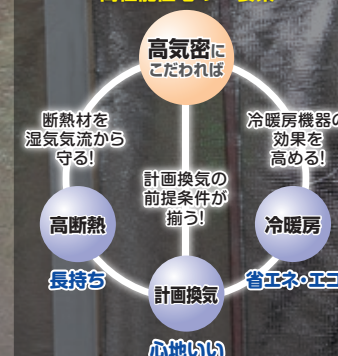 高気密に
こだわれば
断熱材を
湿気気流から
守る!
冷暖房機器の
効果を
高める!
計画換気の
前提条件が
揃う!
高断熱
冷暖房
長持ち
計画換気
省エネ・エコ
心地いい